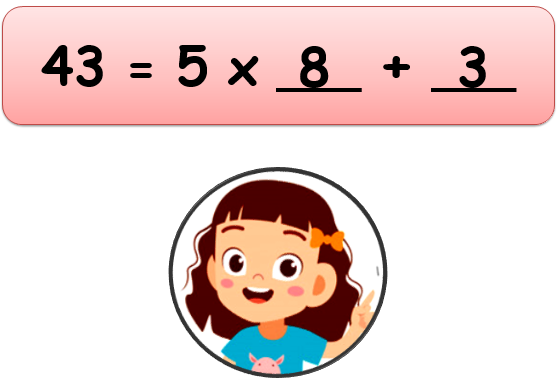 43 = 5 x 8 + 3